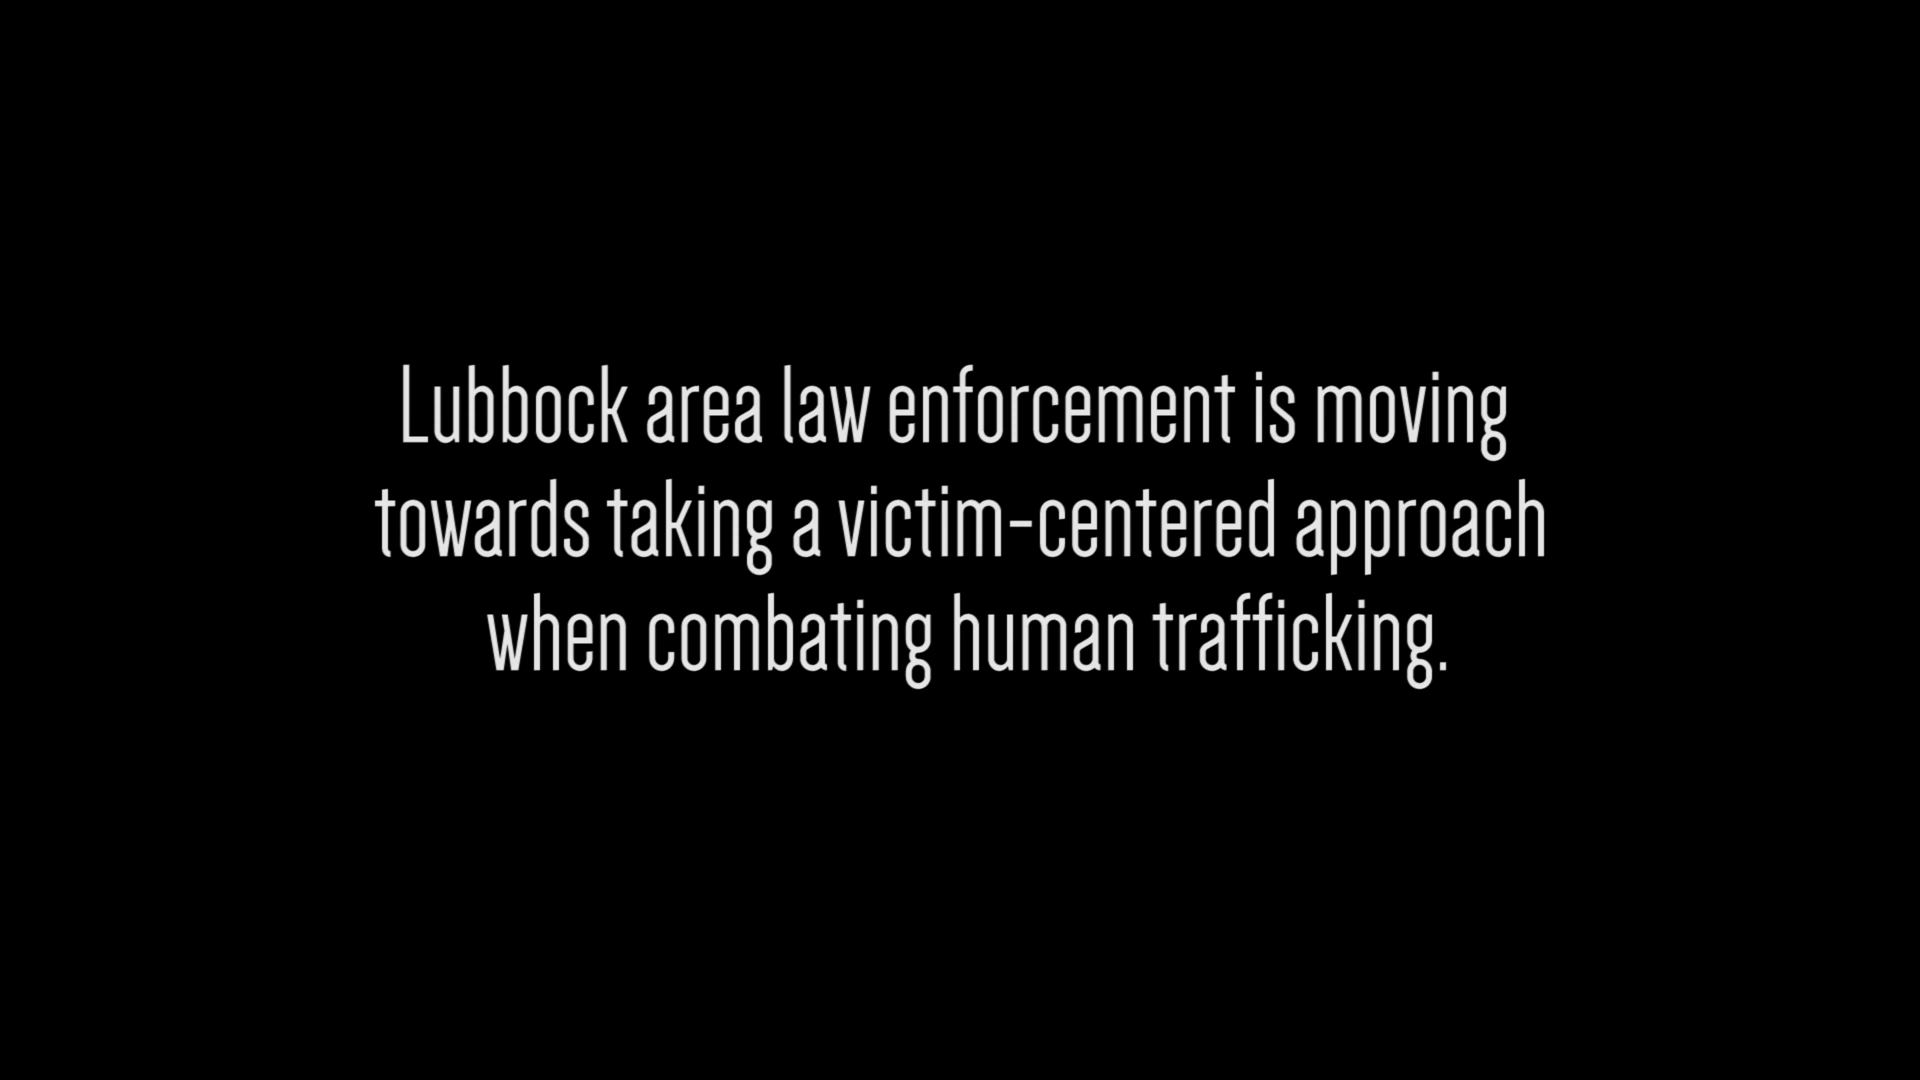 Lubbock area law enforcement is moving
towards taking a victim-centered approach
when combating human trafficking.